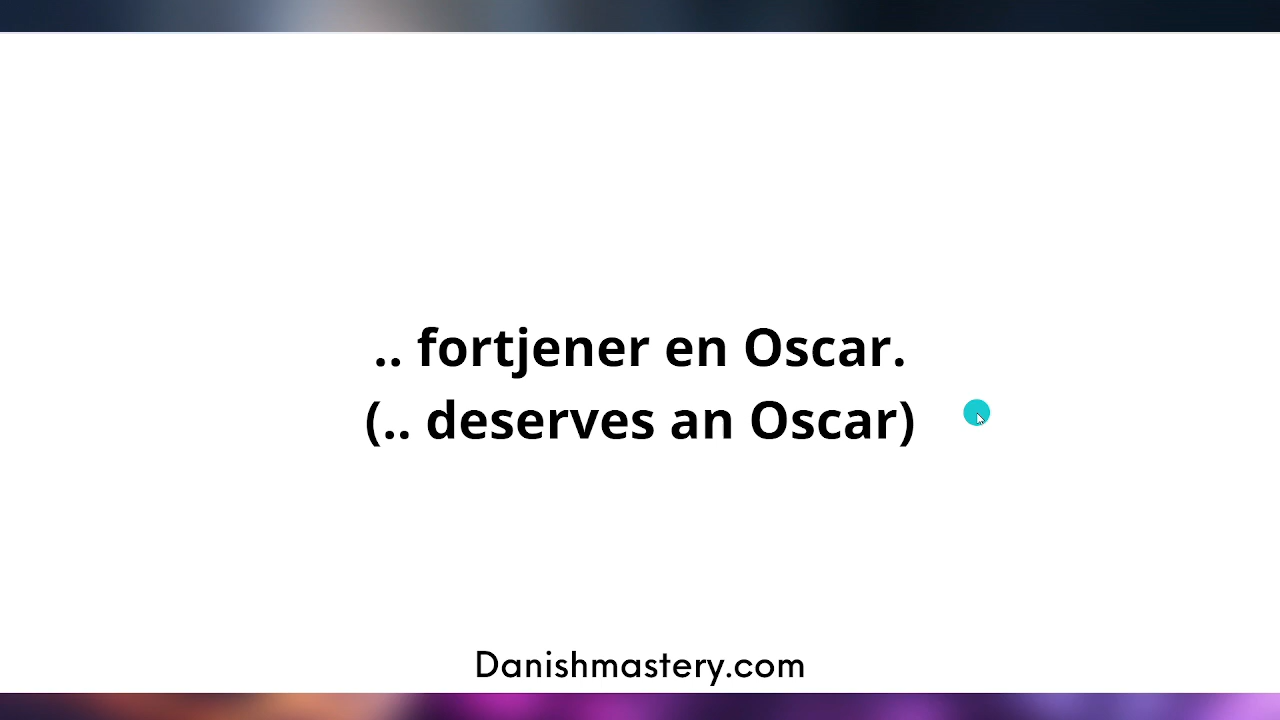 .. fortjener en Oscar.
(.. deserves an Oscar)
Danishmastery.com